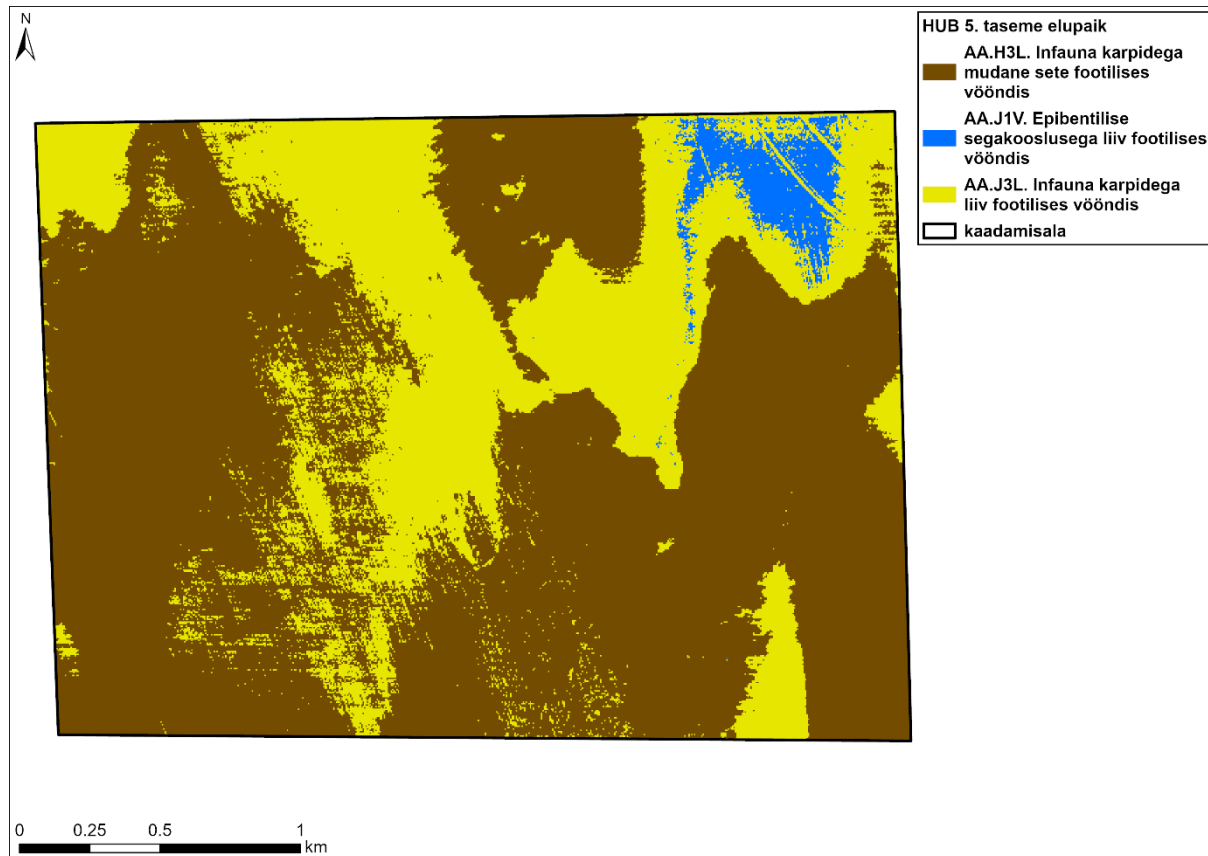 N
HUB 5. taseme elupaik
AA.H3L. Infauna karpidega
mudane sete footilises
vööndis
AA.J1V. Epibentilise
segakooslusega liiv footilises
vööndis
AA.J3L. Infauna karpidega
liiv footilises vööndis
kaadamisala
0 0.25 0.5 1
km